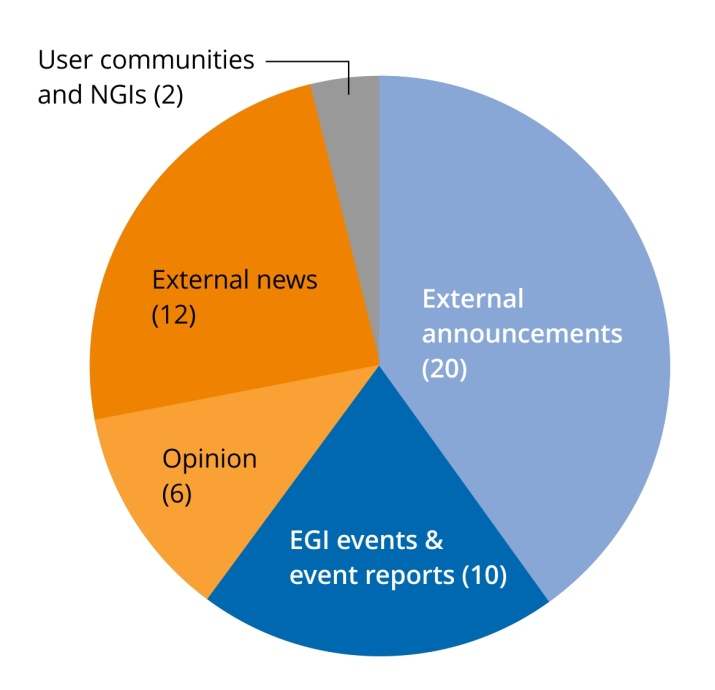 User communities
and NGIs (2)
External news
(12)
External
announcements
(20)
Opinion
(6)
EGI events &
event reports (10)